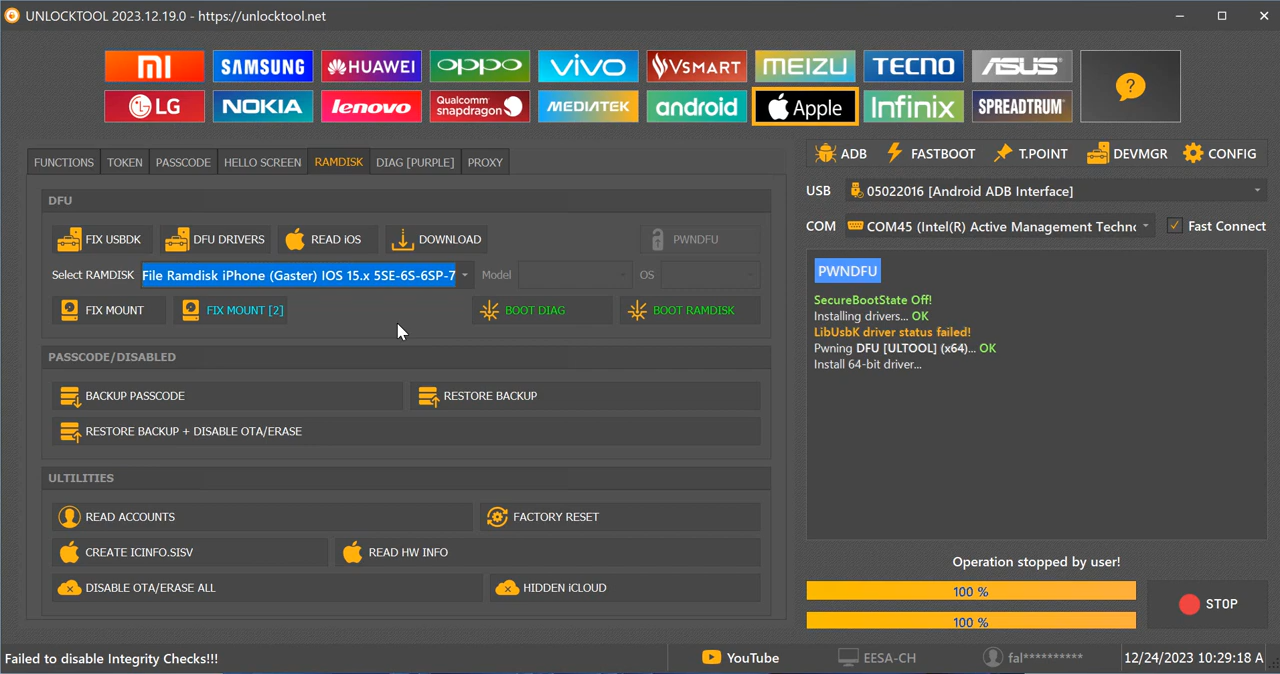 UNLOCKTOOL 2023.12.19.0 - https://unlocktool.net
SAMSUNG HUAWEI oppo vivo VSMART MEIZU TECNO ASUS
LG NOKIA lenovo Qualcomm snapdragon MEDIATEK android Apple Infinix SPREADTRUM
FUNCTIONS TOKEN PASSCODE HELLO SCREEN RAMDISK DIAG [PURPLE] PROXY
DFU
FIX USBDK DFU DRIVERS READ iOS DOWNLOAD PWNDFU
Select RAMDISK File Ramdisk iPhone (Gaster) IOS 15.x 5SE-6S-6SP-7 Model OS
FIX MOUNT FIX MOUNT [2] BOOT DIAG BOOT RAMDISK
PASSCODE/DISABLED
BACKUP PASSCODE RESTORE BACKUP
RESTORE BACKUP + DISABLE OTA/ERASE
ULTILITIES
READ ACCOUNTS FACTORY RESET
CREATE ICINFO.SISV READ HW INFO
DISABLE OTA/ERASE ALL HIDDEN iCLOUD
ADB FASTBOOT T.POINT DEVMGR CONFIG
USB 05022016 [Android ADB Interface]
COM COM45 (Intel(R) Active Management Techn Fast Connect
PWNDFU
SecureBootState Off!
Installing drivers... OK
LibUsbK driver status failed!
Pwning DFU [ULTOOL] (x64)... OK
Install 64-bit driver...
Operation stopped by user!
100 %
100 %
STOP
Failed to disable Integrity Checks!!! YouTube EESA-CH fal********** 12/24/2023 10:29:18 A